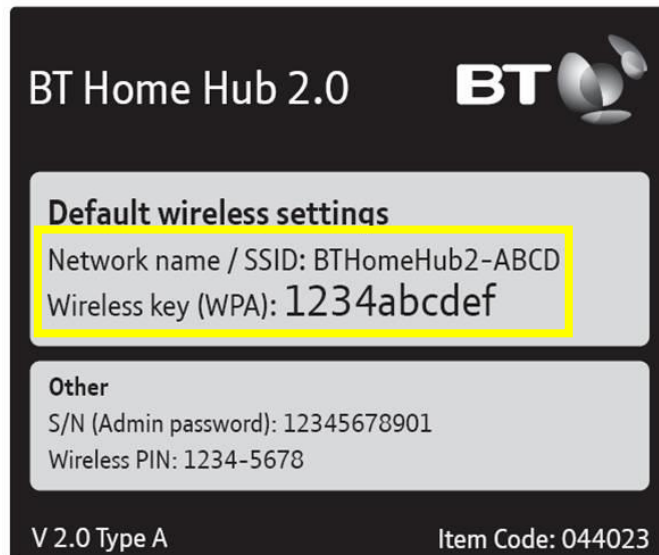 BT Home Hub 2.0
BT
Default wireless settings
Network name / SSID: BTHomeHub2-ABCD
Wireless key (WPA): 1234abcdef
Other
S/N (Admin password): 12345678901
Wireless PIN: 1234-5678
V 2.0 Type A
Item Code: 044023